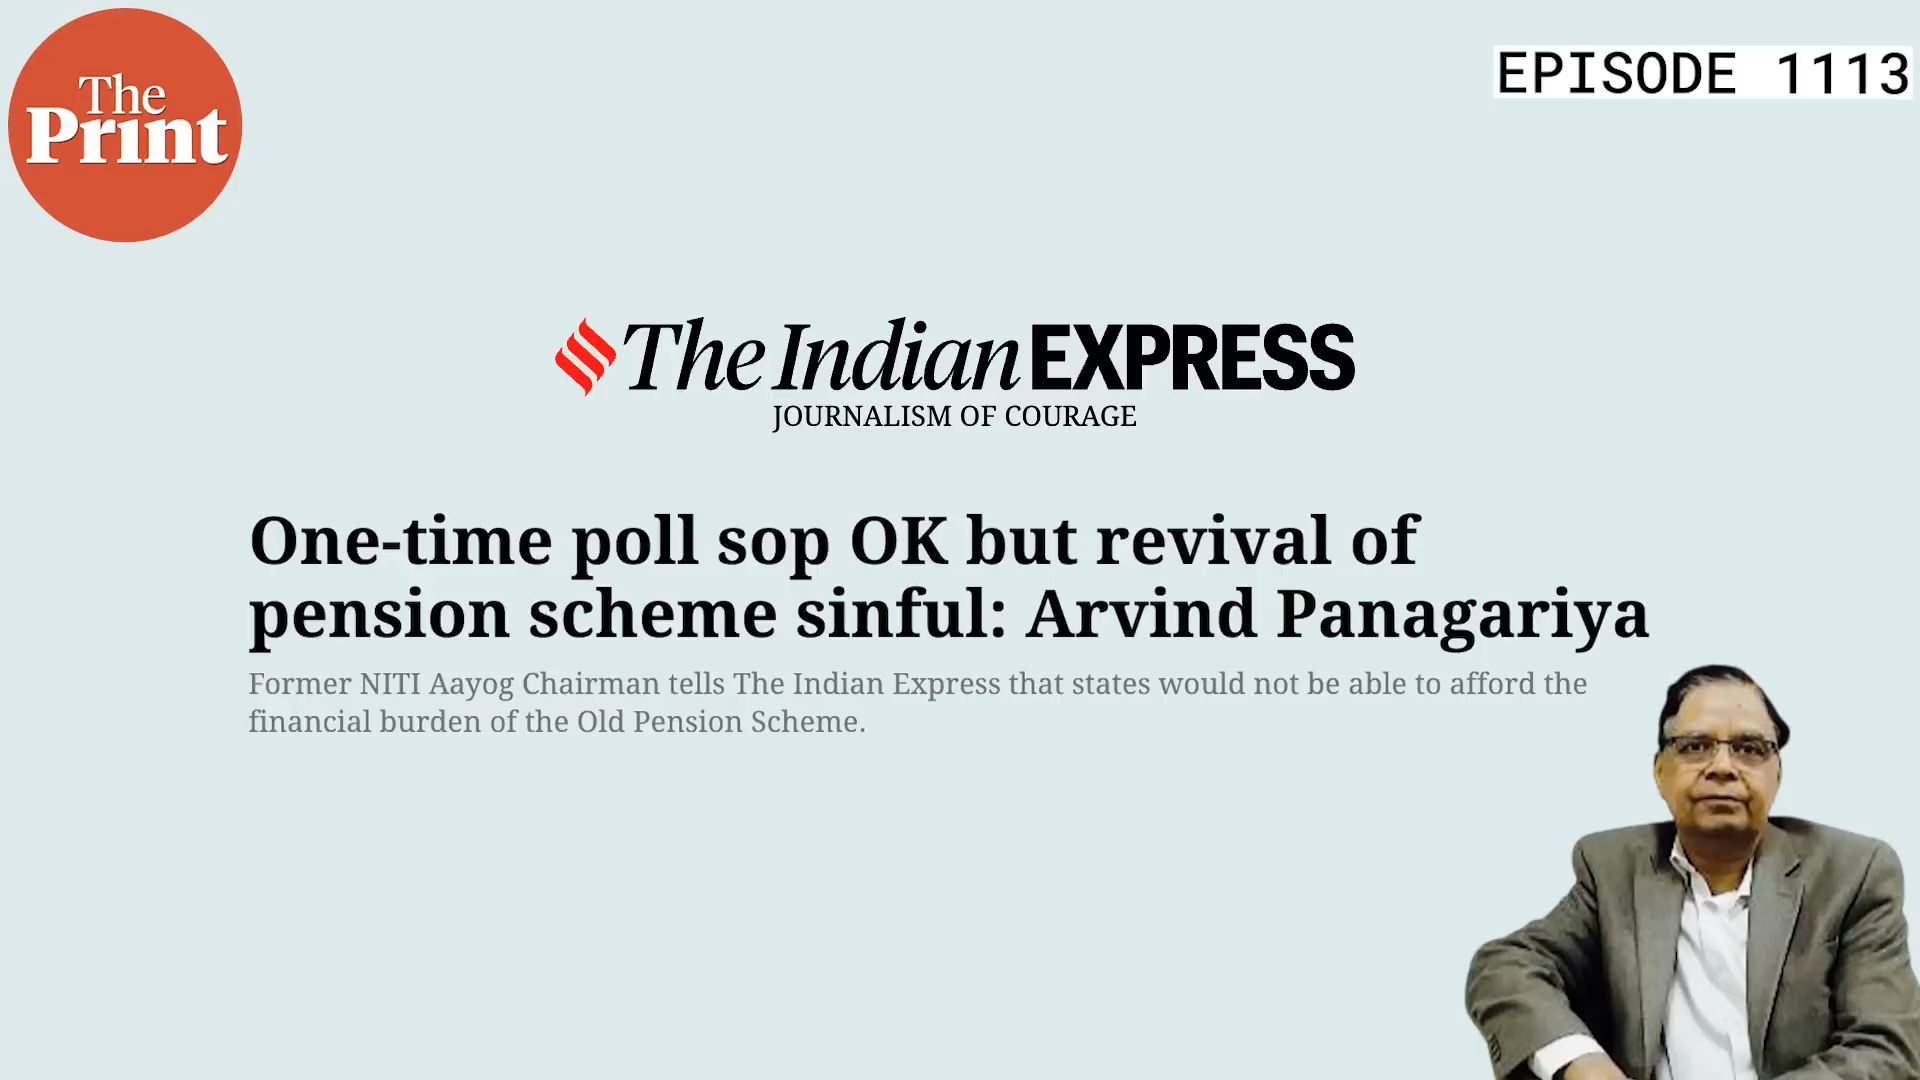 The
Print
EPISODE 1113
The Indian EXPRESS
JOURNALISM OF COURAGE
One-time poll sop OK but revival of
pension scheme sinful: Arvind Panagariya
Former NITI Aayog Chairman tells The Indian Express that states would not be able to afford the
financial burden of the Old Pension Scheme.